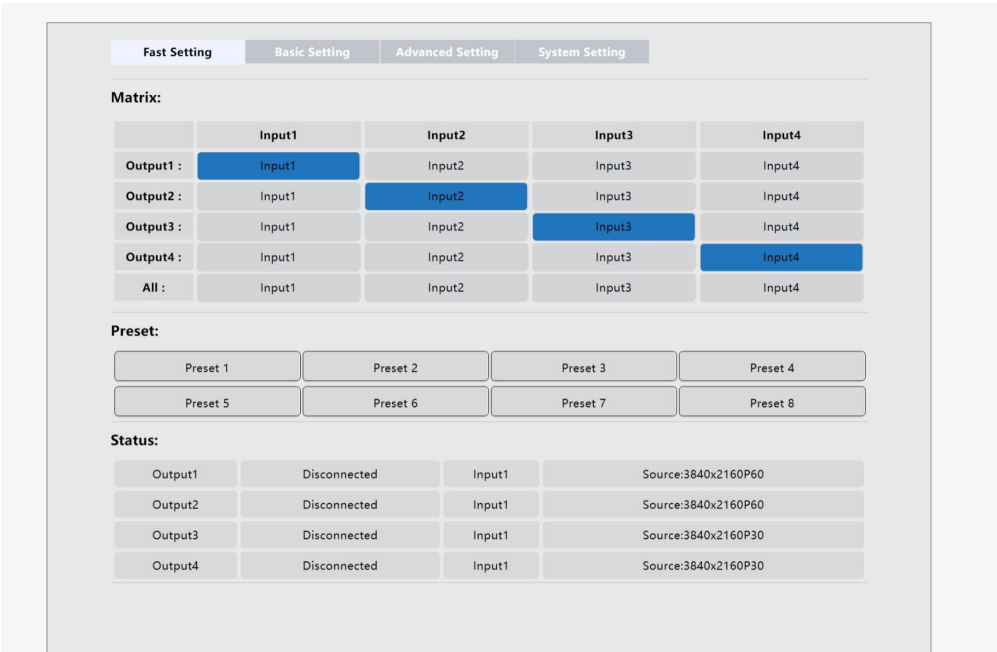 Fast Setting Basic Setting Advanced Setting System Setting
Matrix:
Input1 Input2 Input3 Input4
Output1 : Input1 Input2 Input3 Input4
Output2 : Input1 Input2 Input3 Input4
Output3 : Input1 Input2 Input3 Input4
Output4 : Input1 Input2 Input3 Input4
All : Input1 Input2 Input3 Input4
Preset:
Preset 1 Preset 2 Preset 3 Preset 4
Preset 5 Preset 6 Preset 7 Preset 8
Status:
Output1 Disconnected Input1 Source:3840x2160P60
Output2 Disconnected Input1 Source:3840x2160P60
Output3 Disconnected Input1 Source:3840x2160P30
Output4 Disconnected Input1 Source:3840x2160P30